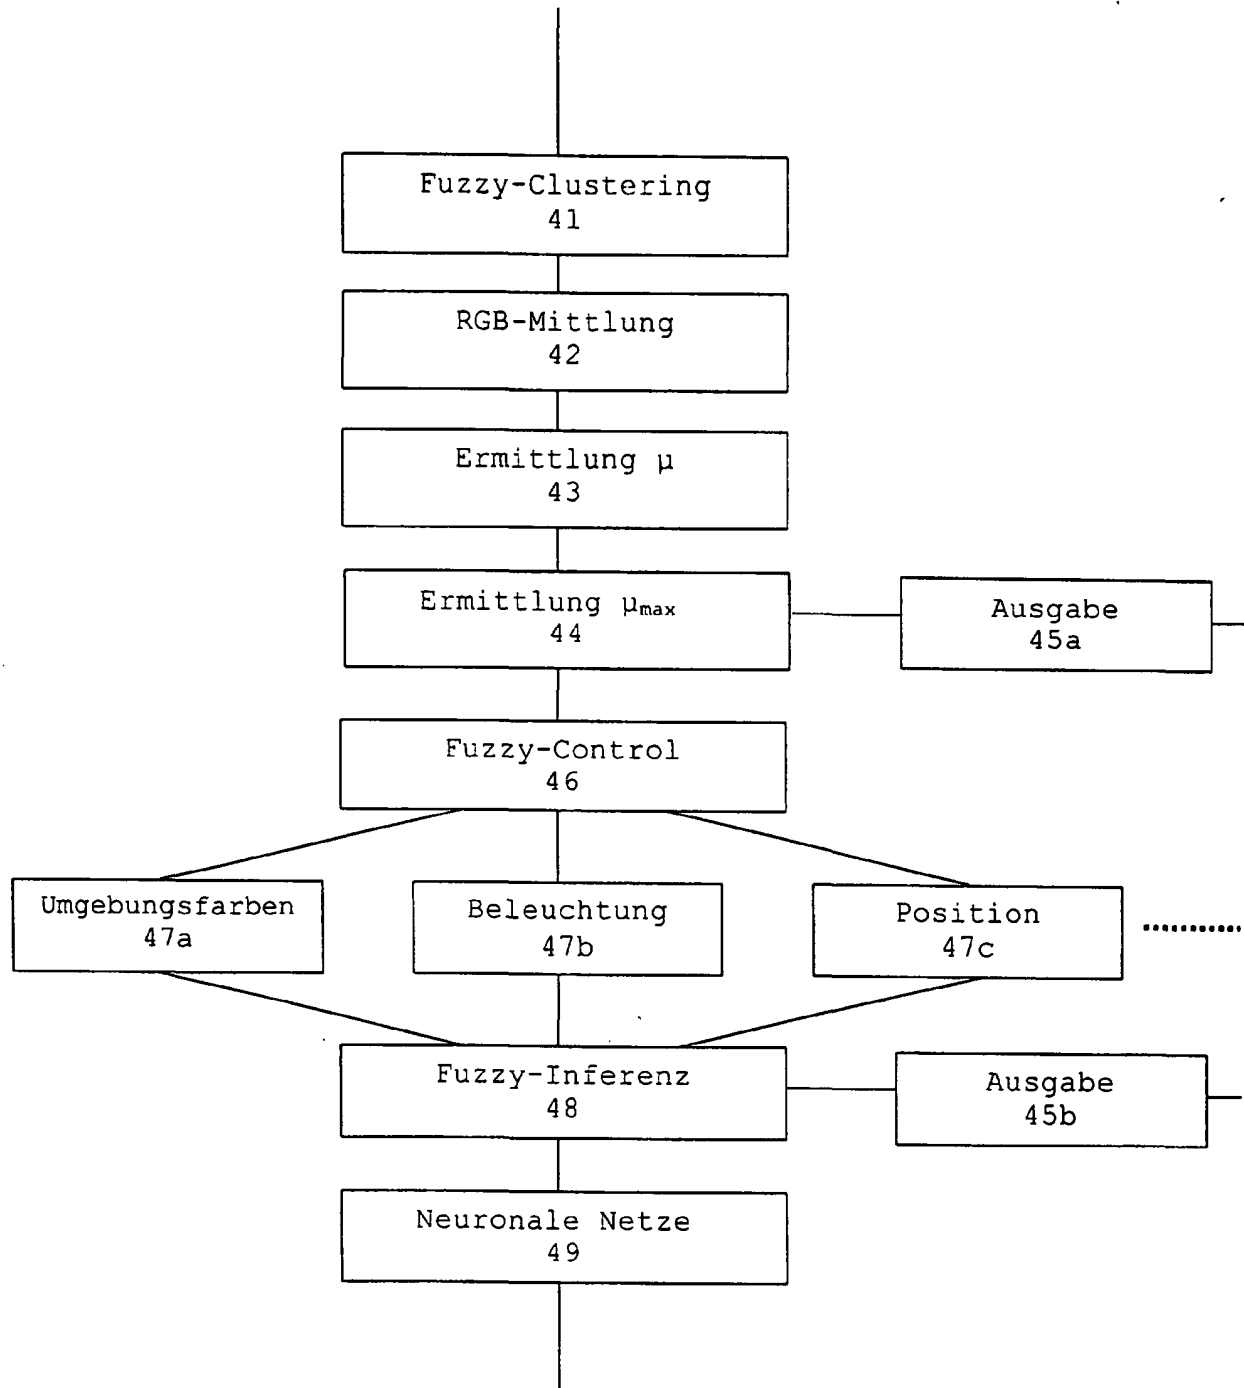 Fuzzy-Clustering
41
RGB-Mittlung
42
Ermittlung µ
43
Ermittlung µmax
44
Ausgabe
45a
Fuzzy-Control
46
Umgebungsfarben
47a
Beleuchtung
47b
Position
47c
Fuzzy-Inferenz
48
Ausgabe
45b
Neuronale Netze
49